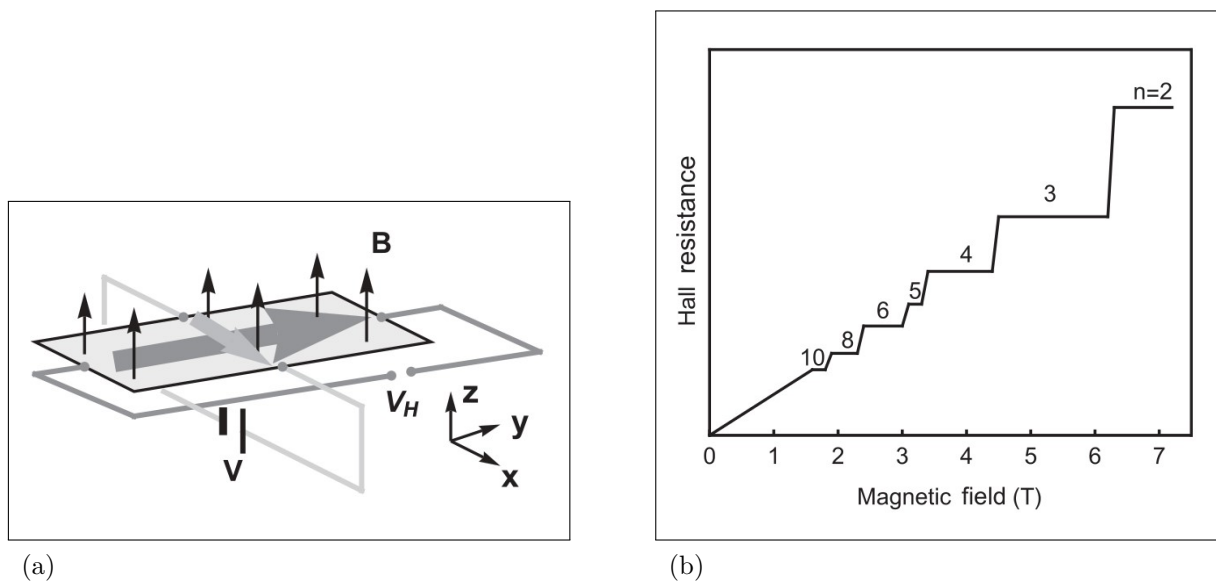 B
V_H
z
y
x
V
(a)
Hall resistance
n=2
3
4
5
6
8
10
0 1 2 3 4 5 6 7
Magnetic field (T)
(b)